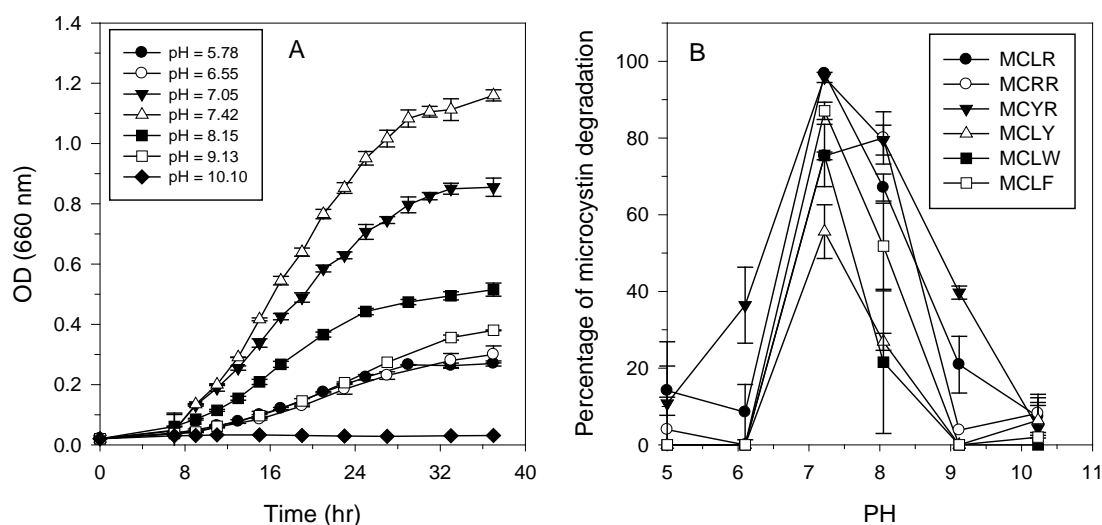 A
pH = 5.78
pH = 6.55
pH = 7.05
pH = 7.42
pH = 8.15
pH = 9.13
pH = 10.10
OD (660 nm)
1.4
1.2
1.0
0.8
0.6
0.4
0.2
0.0
0 8 16 24 32 40
Time (hr)
B
MCLR
MCRR
MCYR
MCLY
MCLW
MCLF
Percentage of microcystin degradation
100
80
60
40
20
0
5 6 7 8 9 10 11
PH